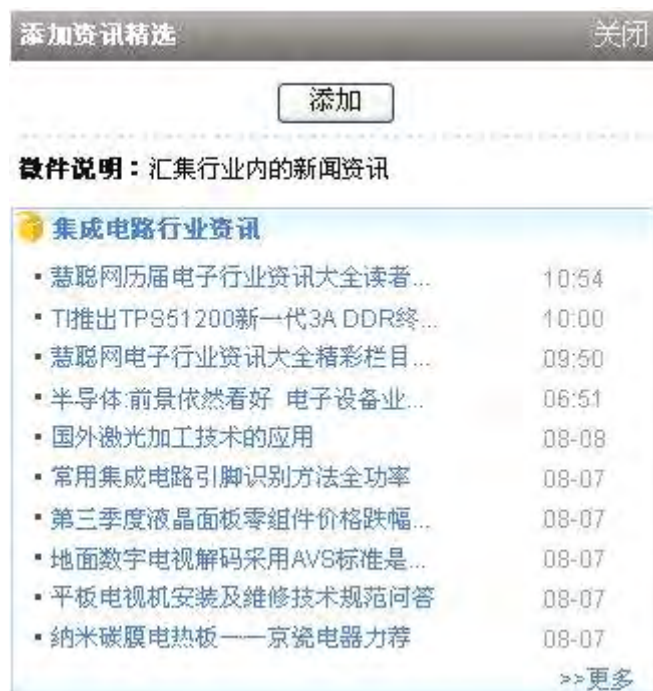 添加资讯精选 关闭
添加
微件说明：汇集行业内的新闻资讯
集成电路行业资讯
▪ 慧聪网历届电子行业资讯大全读者... 10:54
▪ TI推出TPS51200新一代3A DDR终... 10:00
▪ 慧聪网电子行业资讯大全精彩栏目... 09:50
▪ 半导体:前景依然看好 电子设备业... 06:51
▪ 国外激光加工技术的应用 08-08
▪ 常用集成电路引脚识别方法全功率 08-07
▪ 第三季度液晶面板零组件价格跌幅... 08-07
▪ 地面数字电视解码采用AVS标准是... 08-07
▪ 平板电视机安装及维修技术规范问答 08-07
▪ 纳米碳膜电热板——京瓷电器力荐 08-07
>>更多